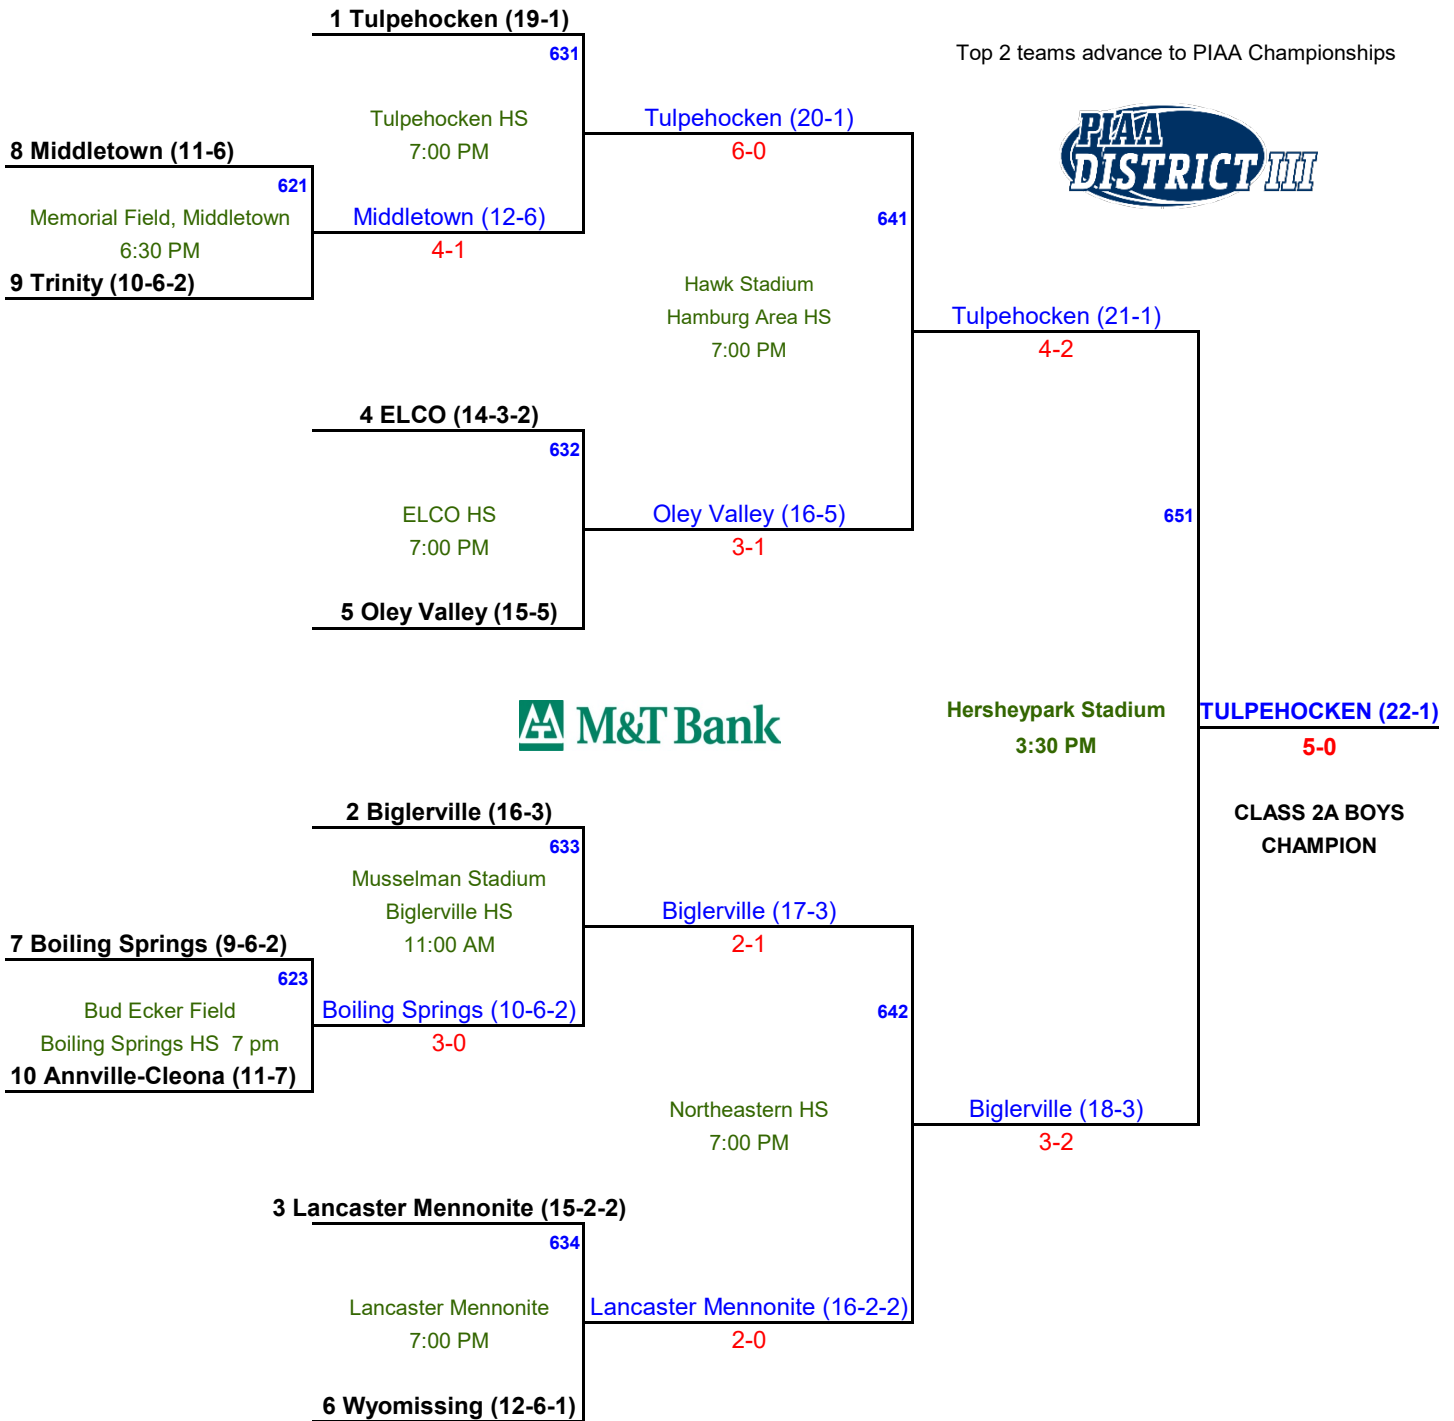 1 Tulpehocken (19-1)
631
Top 2 teams advance to PIAA Championships
PIAA
DISTRICT III
Tulpehocken HS
7:00 PM
Tulpehocken (20-1)
6-0
8 Middletown (11-6)
621
Memorial Field, Middletown
6:30 PM
Middletown (12-6)
4-1
9 Trinity (10-6-2)
641
Hawk Stadium
Hamburg Area HS
7:00 PM
Tulpehocken (21-1)
4-2
4 ELCO (14-3-2)
632
ELCO HS
7:00 PM
Oley Valley (16-5)
3-1
651
5 Oley Valley (15-5)
M&T Bank
Hersheypark Stadium
3:30 PM
TULPEHOCKEN (22-1)
5-0
CLASS 2A BOYS
CHAMPION
2 Biglerville (16-3)
633
Musselman Stadium
Biglerville HS
11:00 AM
Biglerville (17-3)
2-1
7 Boiling Springs (9-6-2)
623
Bud Ecker Field
Boiling Springs HS  7 pm
Boiling Springs (10-6-2)
3-0
10 Annville-Cleona (11-7)
642
Northeastern HS
7:00 PM
Biglerville (18-3)
3-2
3 Lancaster Mennonite (15-2-2)
634
Lancaster Mennonite
7:00 PM
Lancaster Mennonite (16-2-2)
2-0
6 Wyomissing (12-6-1)